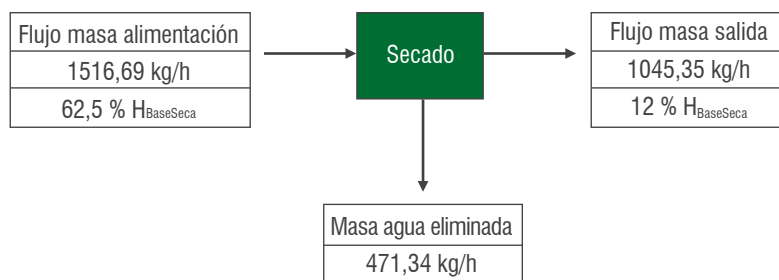 Flujo masa alimentación
1516,69 kg/h
62,5 % HBaseSeca
Secado
Flujo masa salida
1045,35 kg/h
12 % HBaseSeca
Masa agua eliminada
471,34 kg/h